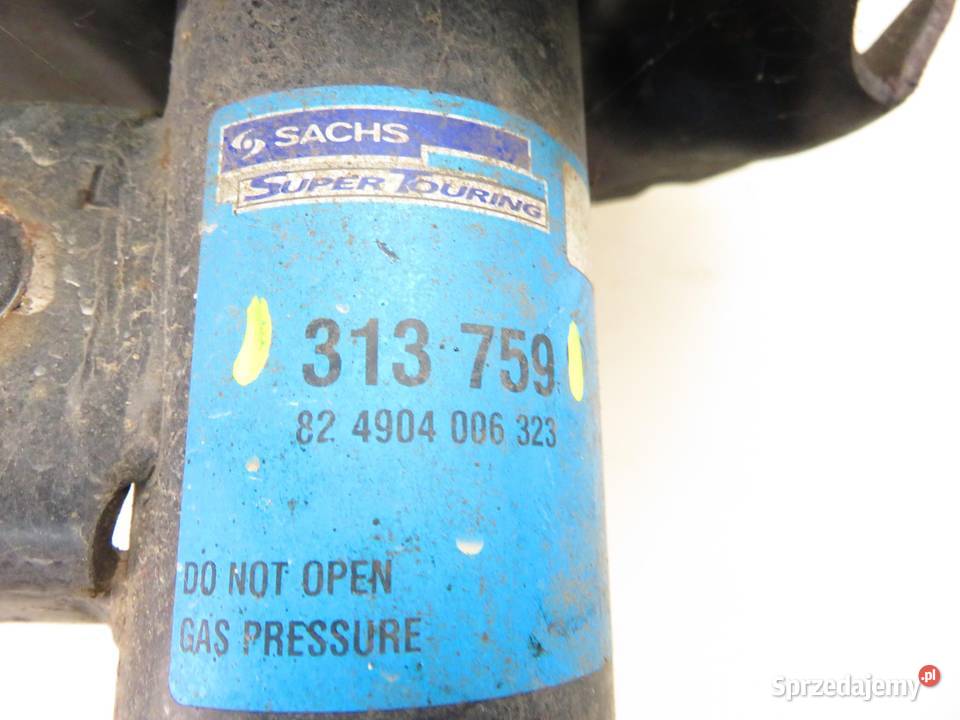 SACHS
SUPER TOURING
313 759
82 4904 006 323
DO NOT OPEN
GAS PRESSURE
Sprzedajemy.pl